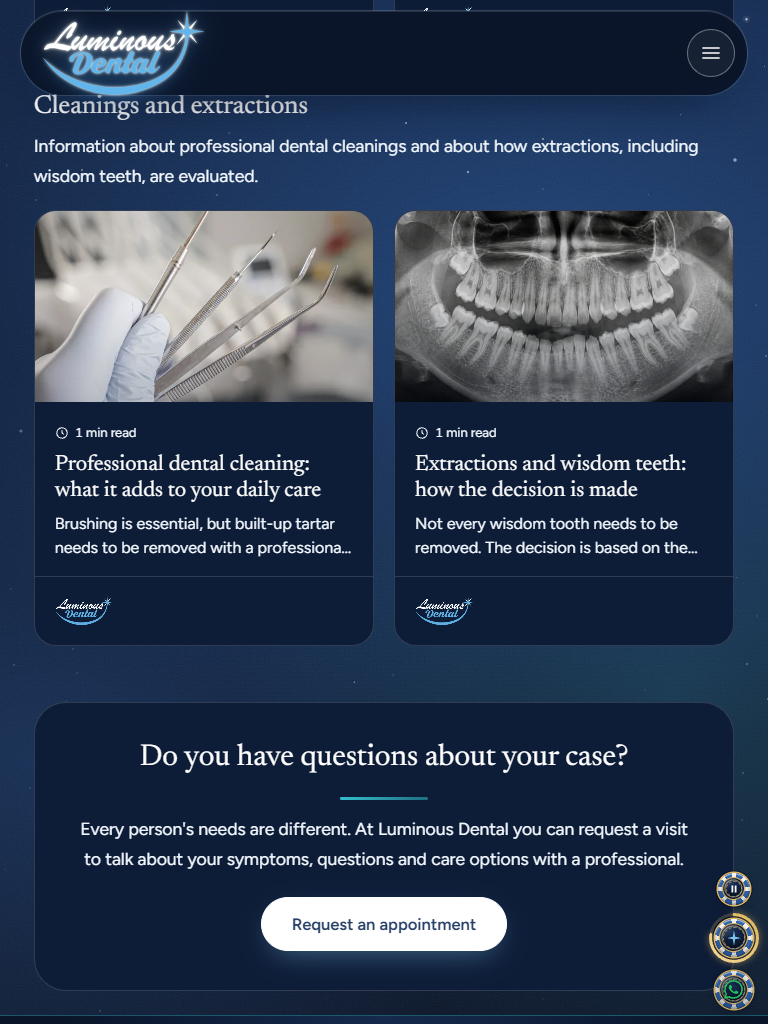 Luminous
Dental
Cleanings and extractions
Information about professional dental cleanings and about how extractions, including
wisdom teeth, are evaluated.
1 min read
Professional dental cleaning:
what it adds to your daily care
Brushing is essential, but built-up tartar
needs to be removed with a professiona...
Luminous
Dental
1 min read
Extractions and wisdom teeth:
how the decision is made
Not every wisdom tooth needs to be
removed. The decision is based on the...
Luminous
Dental
Do you have questions about your case?
Every person's needs are different. At Luminous Dental you can request a visit
to talk about your symptoms, questions and care options with a professional.
Request an appointment